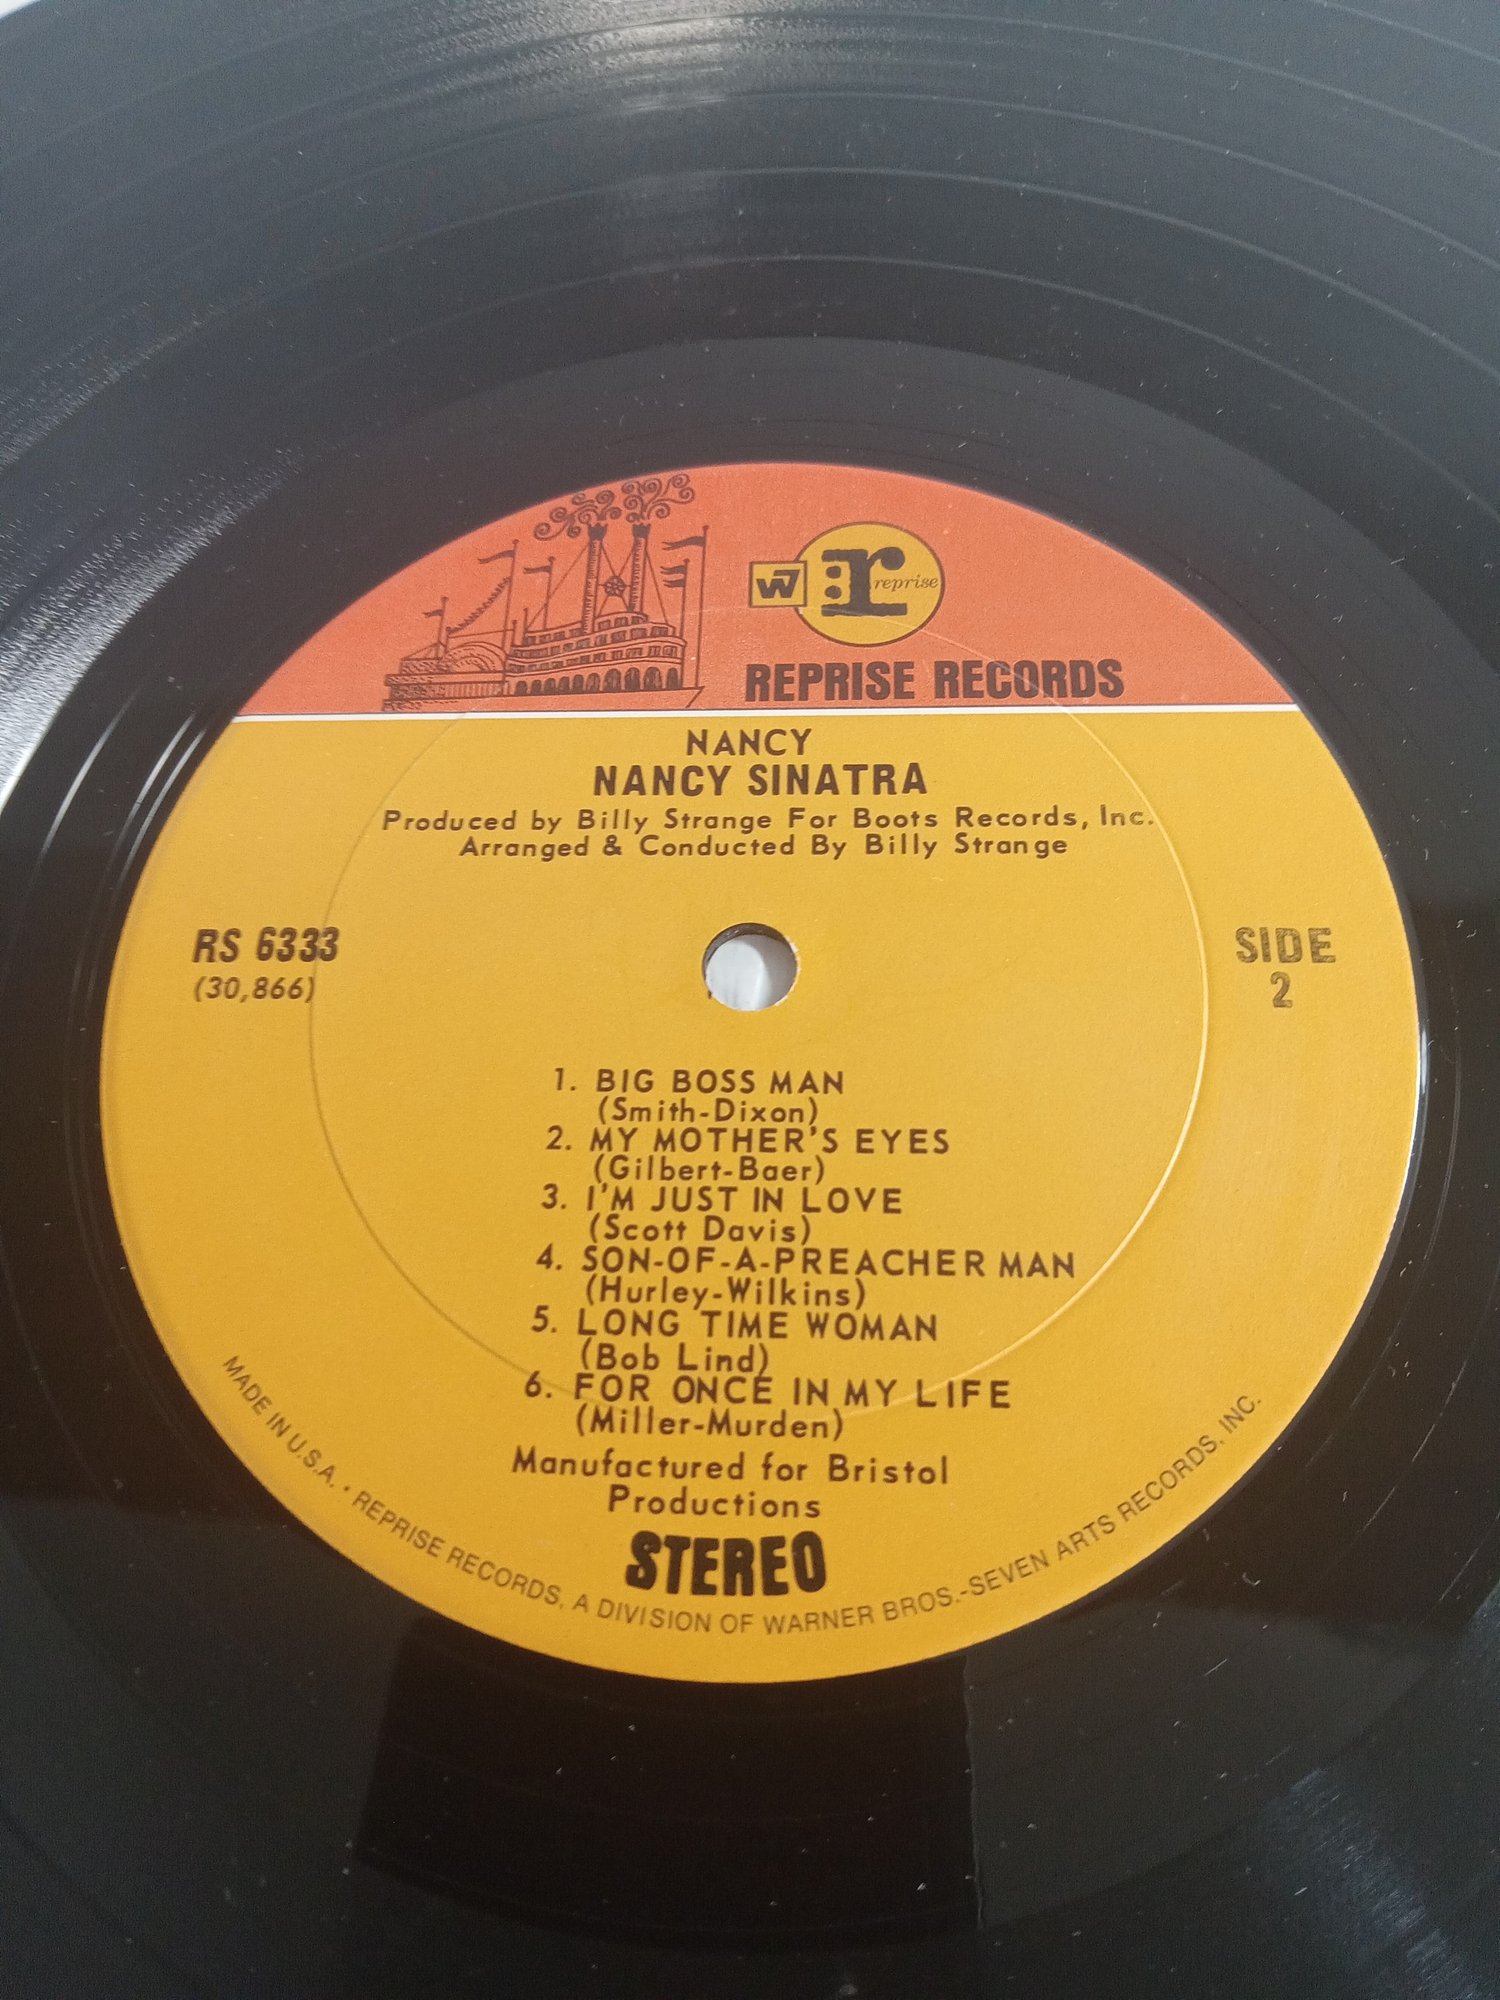 W7
r: reprise
REPRISE RECORDS
NANCY
NANCY SINATRA
Produced by Billy Strange For Boots Records, Inc.
Arranged & Conducted By Billy Strange
RS 6333
(30,866)
SIDE
2
1. BIG BOSS MAN
(Smith-Dixon)
2. MY MOTHER'S EYES
(Gilbert-Baer)
3. I'M JUST IN LOVE
(Scott Davis)
4. SON-OF-A-PREACHER MAN
(Hurley-Wilkins)
5. LONG TIME WOMAN
(Bob Lind)
6. FOR ONCE IN MY LIFE
(Miller-Murden)
Manufactured for Bristol
Productions
STEREO
MADE IN U.S.A. • REPRISE RECORDS, A DIVISION OF WARNER BROS.-SEVEN ARTS RECORDS, INC.